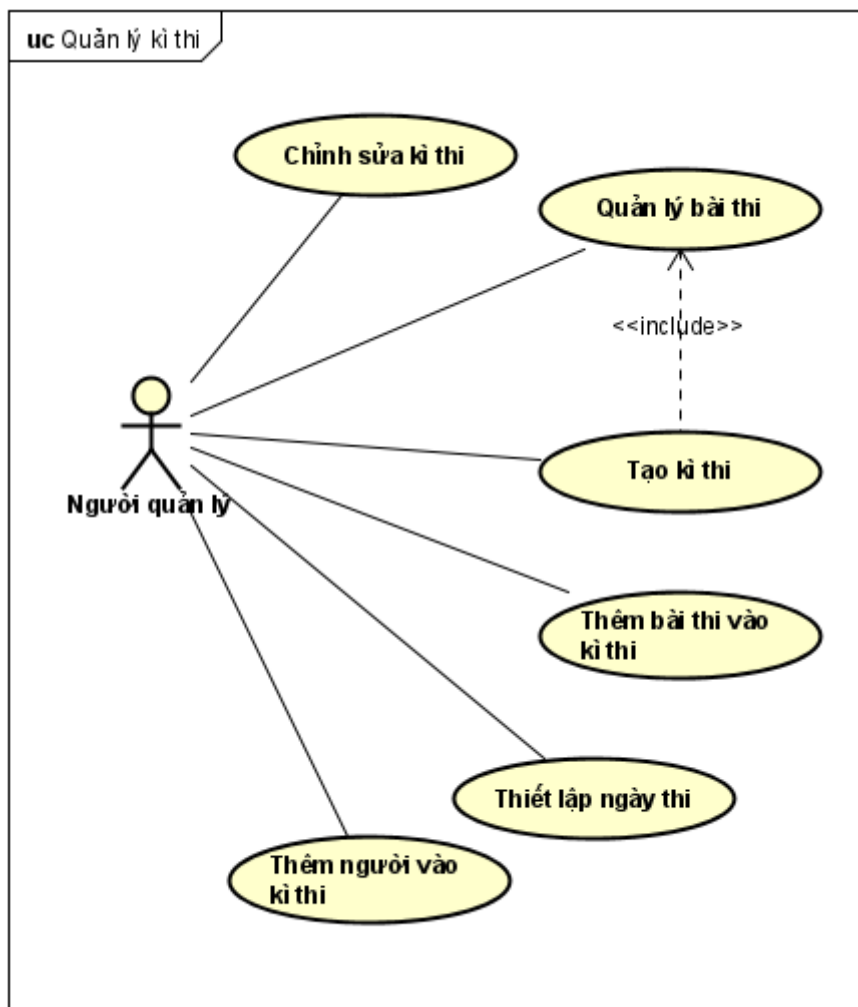 uc Quản lý kì thi
Chỉnh sửa kì thi
Quản lý bài thi
<<include>>
Tạo kì thi
Người quản lý
Thêm bài thi vào
kì thi
Thiết lập ngày thi
Thêm người vào
kì thi